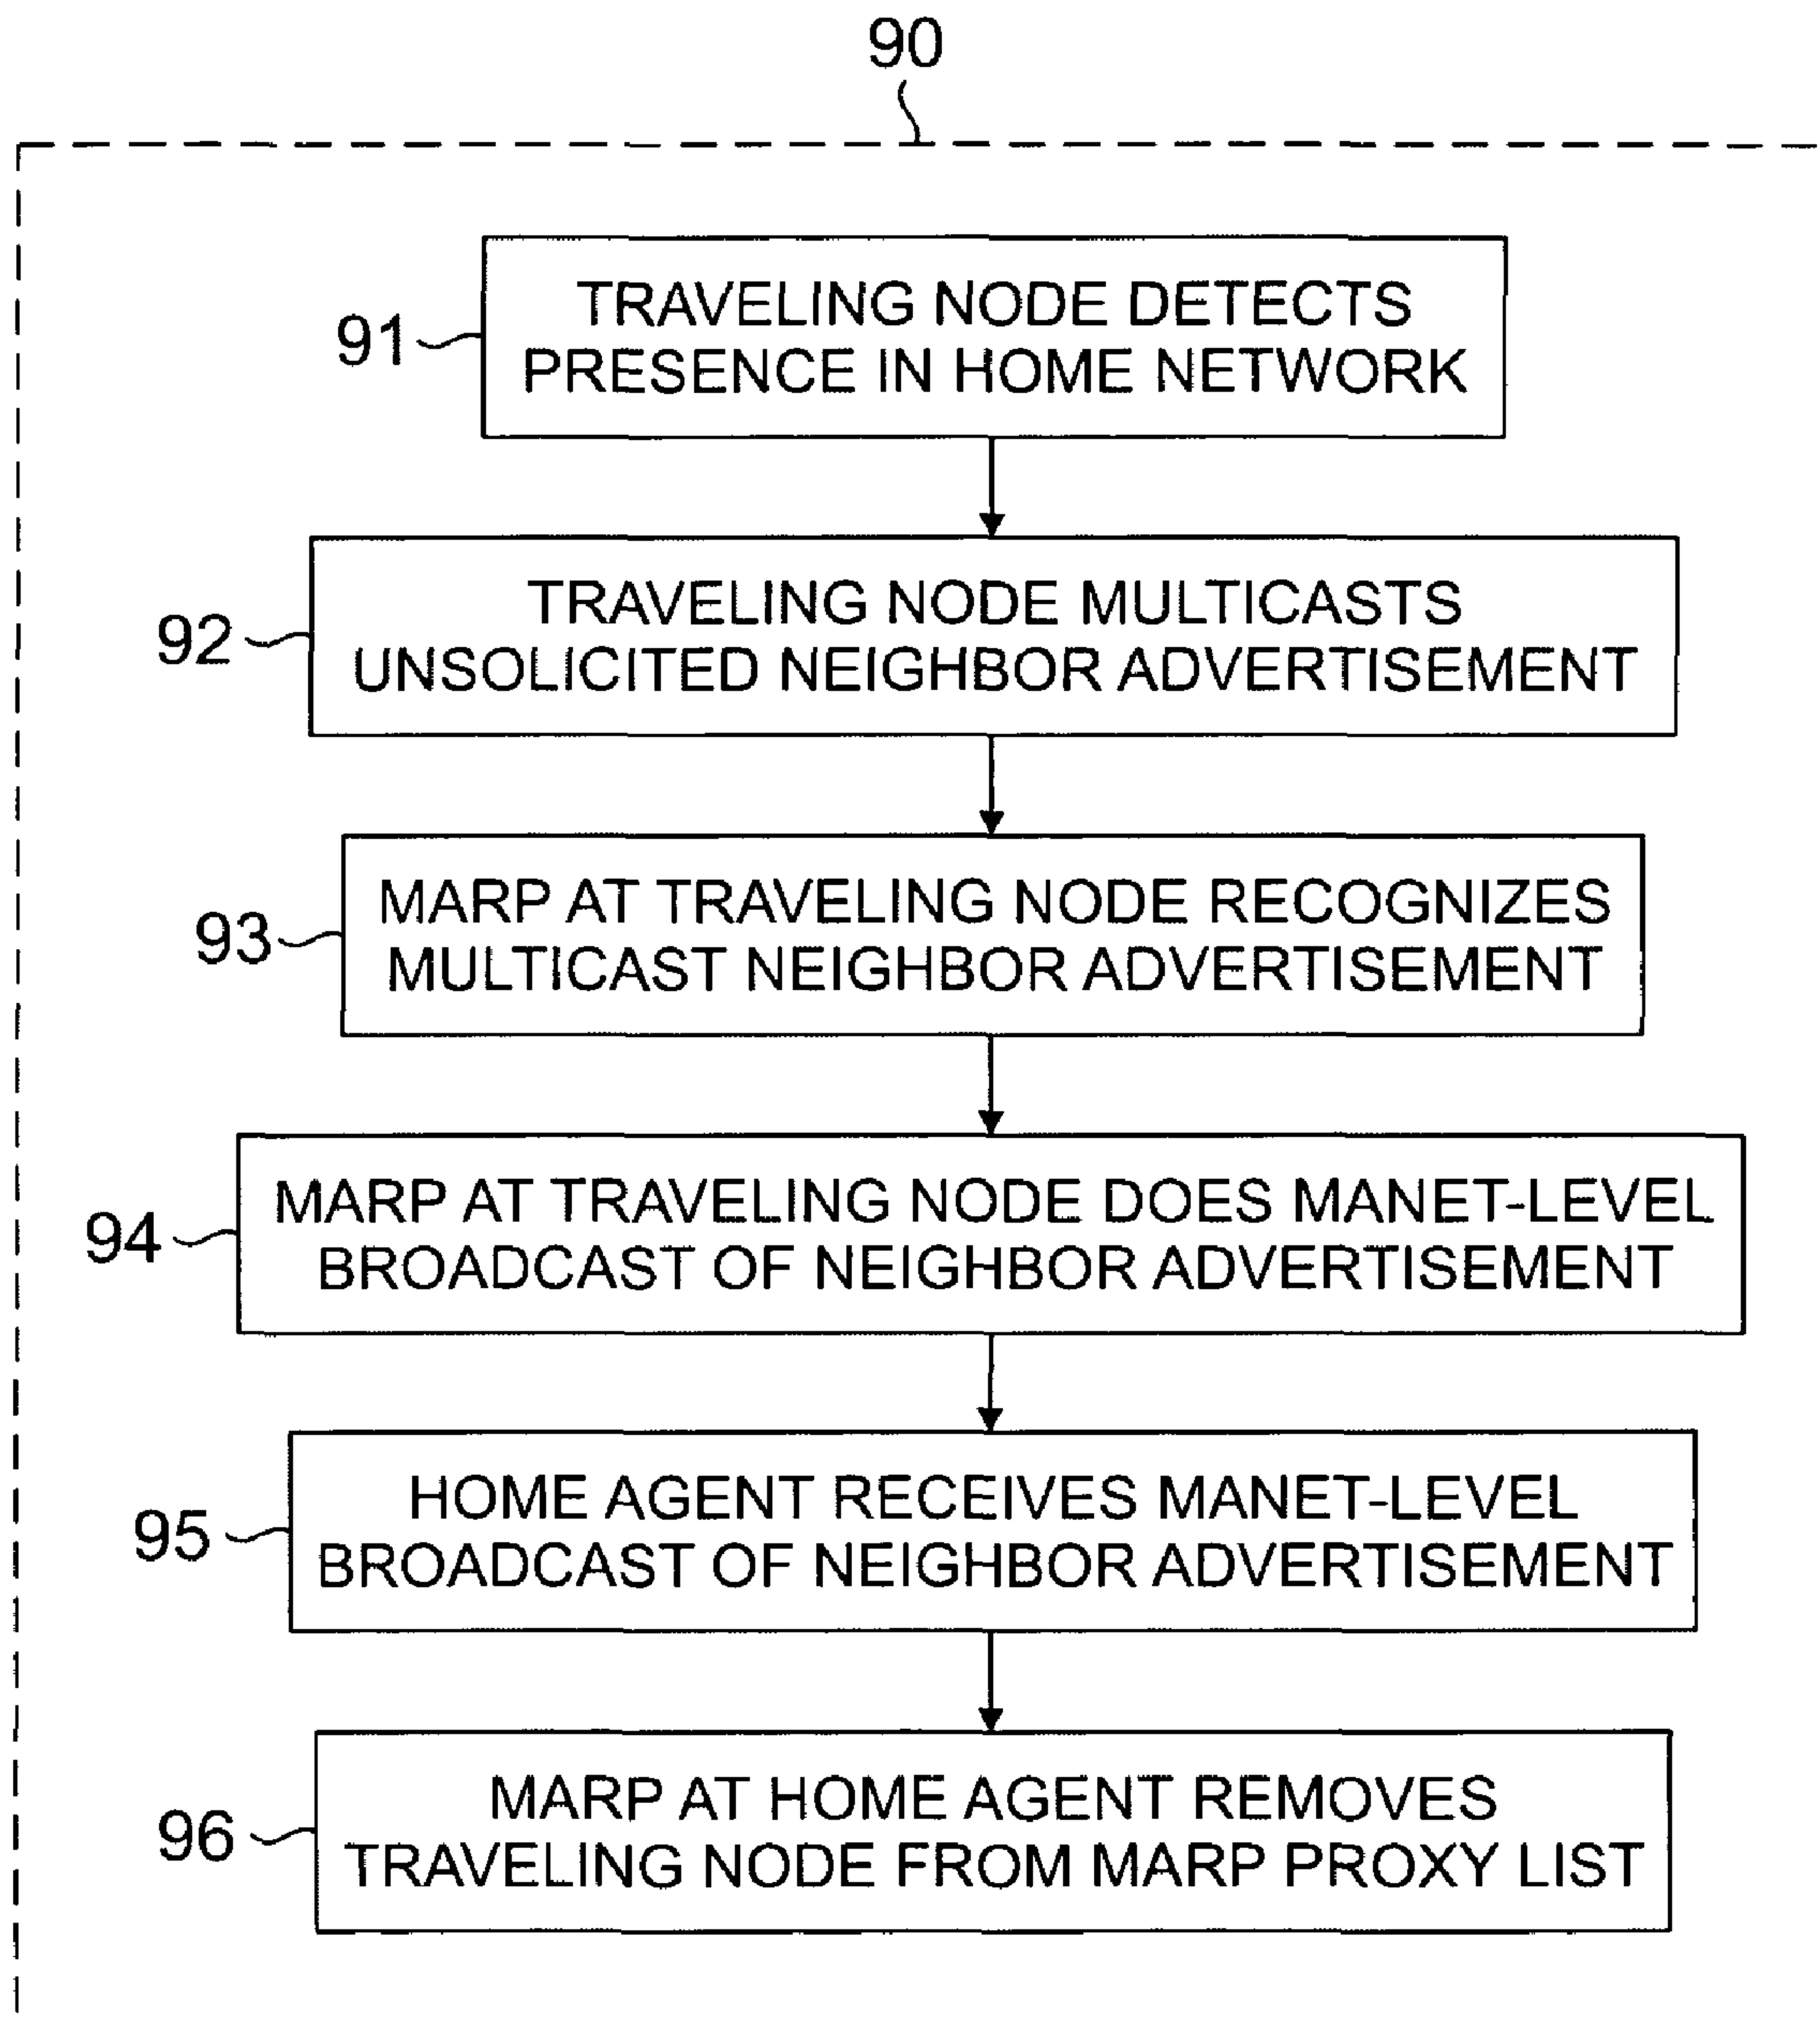 90
91
TRAVELING NODE DETECTS
PRESENCE IN HOME NETWORK
92
TRAVELING NODE MULTICASTS
UNSOLICITED NEIGHBOR ADVERTISEMENT
93
MARP AT TRAVELING NODE RECOGNIZES
MULTICAST NEIGHBOR ADVERTISEMENT
94
MARP AT TRAVELING NODE DOES MANET-LEVEL
BROADCAST OF NEIGHBOR ADVERTISEMENT
95
HOME AGENT RECEIVES MANET-LEVEL
BROADCAST OF NEIGHBOR ADVERTISEMENT
96
MARP AT HOME AGENT REMOVES
TRAVELING NODE FROM MARP PROXY LIST